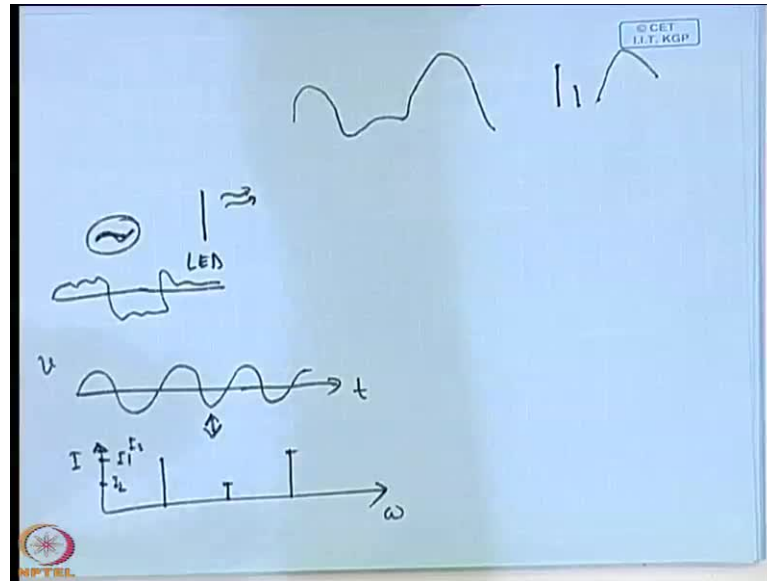 © CET
I.I.T. KGP
LED
t
I
I₁
I₂
ω
NPTEL